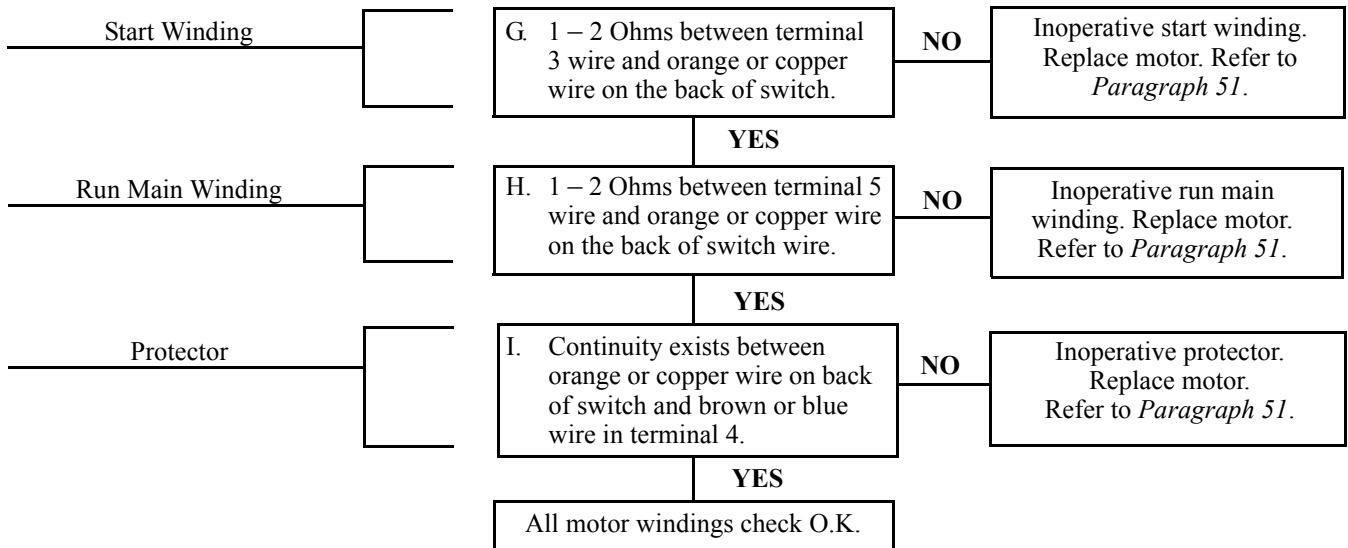 Start Winding
G. 1 – 2 Ohms between terminal
3 wire and orange or copper
wire on the back of switch.
NO
Inoperative start winding.
Replace motor. Refer to
Paragraph 51.
YES
Run Main Winding
H. 1 – 2 Ohms between terminal 5
wire and orange or copper wire
on the back of switch wire.
NO
Inoperative run main
winding. Replace motor.
Refer to Paragraph 51.
YES
Protector
I. Continuity exists between
orange or copper wire on back
of switch and brown or blue
wire in terminal 4.
NO
Inoperative protector.
Replace motor.
Refer to Paragraph 51.
YES
All motor windings check O.K.